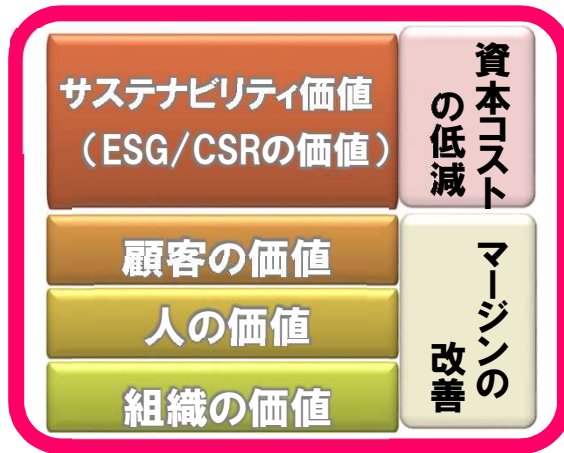 サステナビリティ価値
（ESG/CSRの価値）
資本コスト
の低減
顧客の価値
人の価値
組織の価値
マージンの
改善